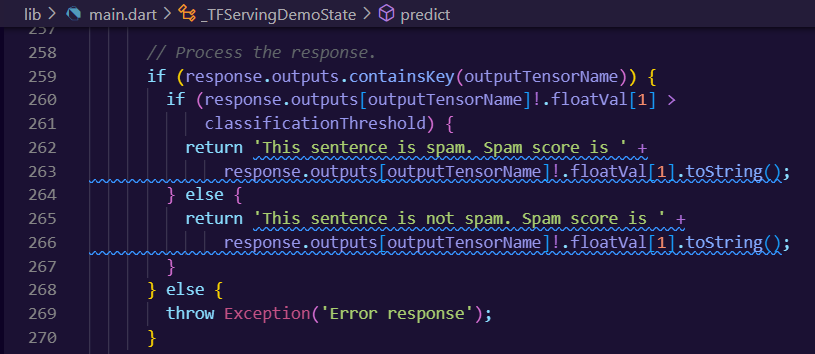 lib > main.dart > _TFServingDemoState > predict
257
258 // Process the response.
259 if (response.outputs.containsKey(outputTensorName)) {
260 if (response.outputs[outputTensorName]!.floatVal[1] >
261 classificationThreshold) {
262 return 'This sentence is spam. Spam score is ' +
263 response.outputs[outputTensorName]!.floatVal[1].toString();
264 } else {
265 return 'This sentence is not spam. Spam score is ' +
266 response.outputs[outputTensorName]!.floatVal[1].toString();
267 }
268 } else {
269 throw Exception('Error response');
270 }